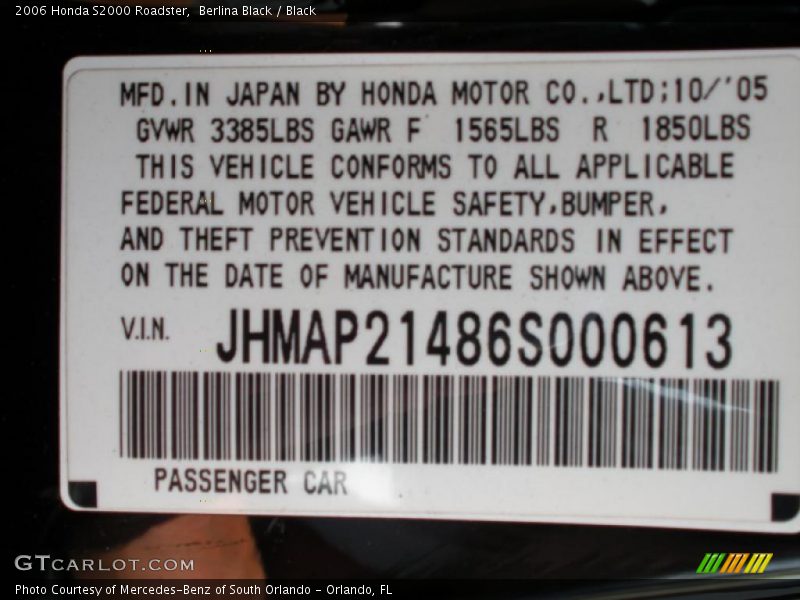 2006 Honda S2000 Roadster,  Berlina Black / Black
MFD.IN JAPAN BY HONDA MOTOR CO.,LTD;10/'05
GVWR 3385LBS GAWR F 1565LBS R 1850LBS
THIS VEHICLE CONFORMS TO ALL APPLICABLE
FEDERAL MOTOR VEHICLE SAFETY,BUMPER,
AND THEFT PREVENTION STANDARDS IN EFFECT
ON THE DATE OF MANUFACTURE SHOWN ABOVE.
V.I.N. JHMAP21486S000613
PASSENGER CAR
GTCARLOT.COM
Photo Courtesy of Mercedes-Benz of South Orlando - Orlando, FL